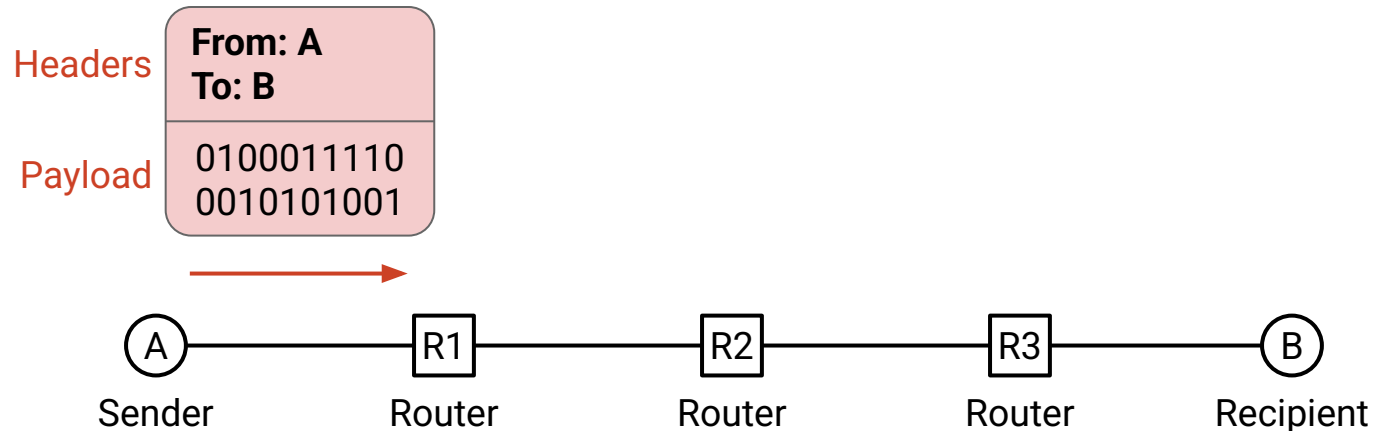 Headers
From: A
To: B
Payload
0100011110
0010101001
A
R1
R2
R3
B
Sender
Router
Router
Router
Recipient